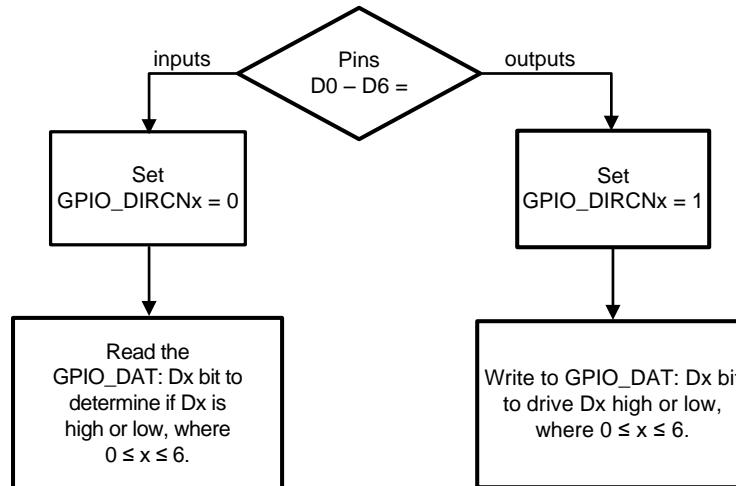 inputs
Pins
D0 – D6 =
outputs
Set
GPIO_DIRCNx = 0
Set
GPIO_DIRCNx = 1
Read the
GPIO_DAT: Dx bit to
determine if Dx is
high or low, where
0 ≤ x ≤ 6.
Write to GPIO_DAT: Dx bit
to drive Dx high or low,
where 0 ≤ x ≤ 6.